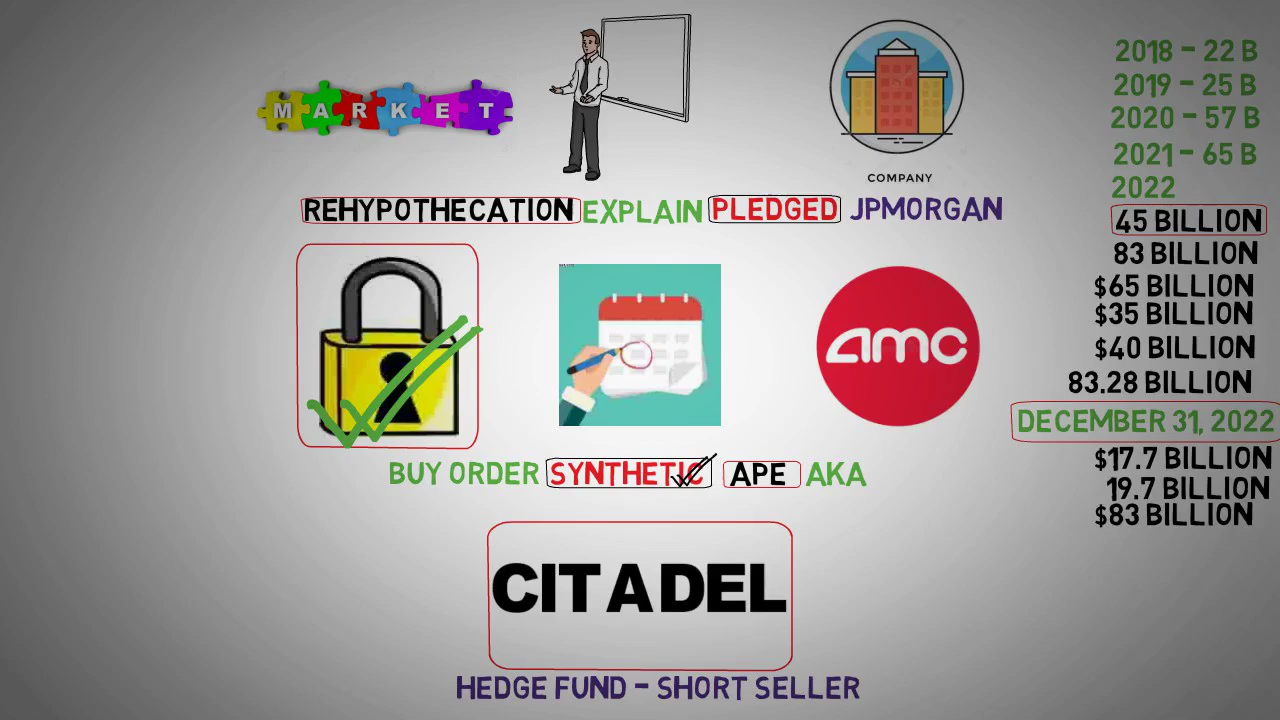 MARKET
COMPANY
REHYPOTHECATION EXPLAIN PLEDGED JPMORGAN
amc
BUY ORDER SYNTHETIC APE AKA
CITADEL
HEDGE FUND - SHORT SELLER
2018 - 22 B
2019 - 25 B
2020 - 57 B
2021 - 65 B
2022
45 BILLION
83 BILLION
$65 BILLION
$35 BILLION
$40 BILLION
83.28 BILLION
DECEMBER 31, 2022
$17.7 BILLION
19.7 BILLION
$83 BILLION